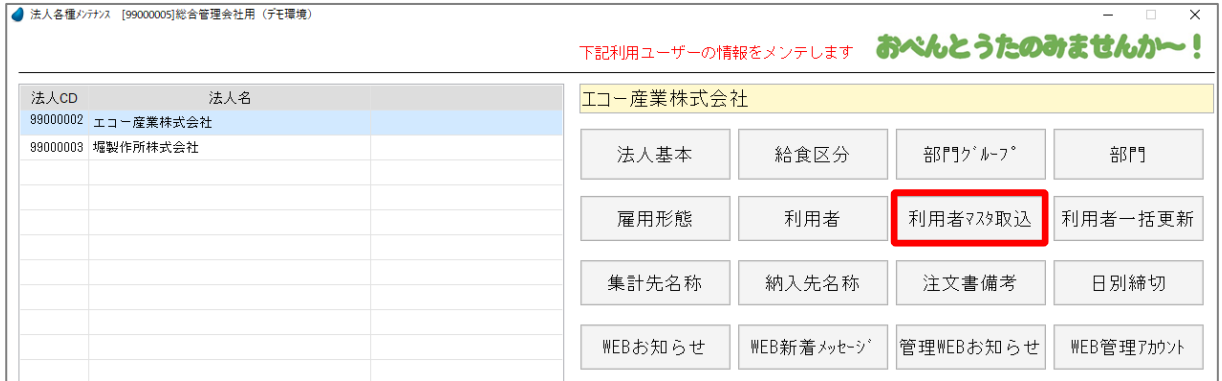 法人各種ﾒﾝﾃﾅﾝｽ [99000005]総合管理会社用（デモ環境）
下記利用ユーザーの情報をメンテします おべんとうたのみませんか〜！
法人CD 法人名
99000002 エコー産業株式会社
99000003 堀製作所株式会社
エコー産業株式会社
法人基本 給食区分 部門ｸﾞﾙｰﾌﾟ 部門
雇用形態 利用者 利用者ﾏｽﾀ取込 利用者一括更新
集計先名称 納入先名称 注文書備考 日別締切
WEBお知らせ WEB新着ﾒｯｾｰｼﾞ 管理WEBお知らせ WEB管理ｱｶｳﾝﾄ